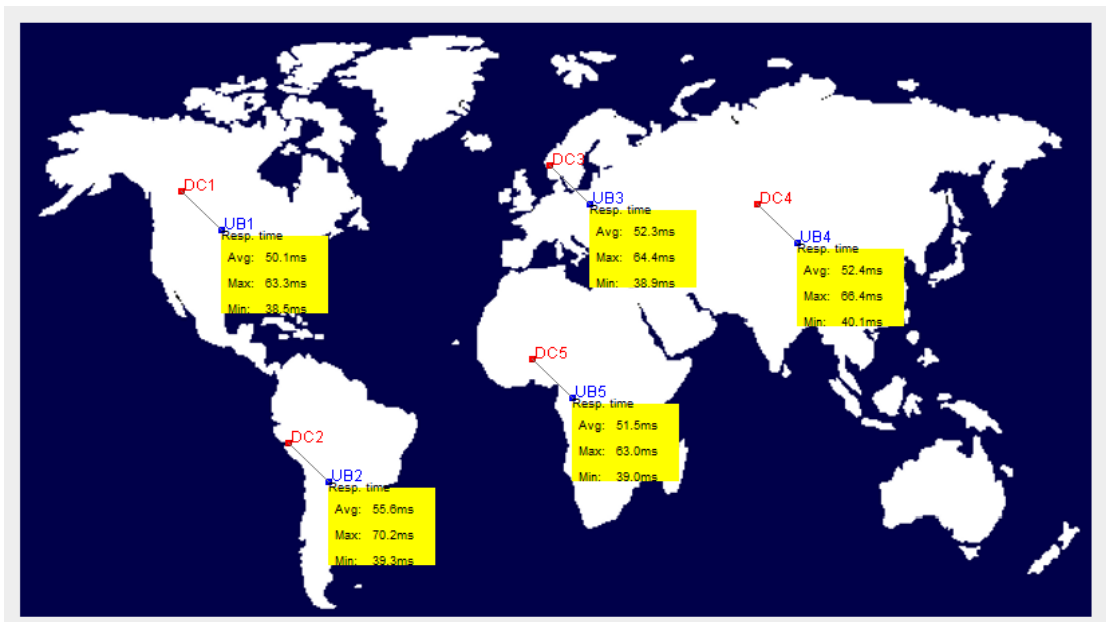 DC1
UB1
Resp. time
Avg: 50.1ms
Max: 63.3ms
Min: 38.5ms
DC3
UB3
Resp. time
Avg: 52.3ms
Max: 64.4ms
Min: 38.9ms
DC4
UB4
Resp. time
Avg: 52.4ms
Max: 66.4ms
Min: 40.1ms
DC5
UB5
Resp. time
Avg: 51.5ms
Max: 63.0ms
Min: 39.0ms
DC2
UB2
Resp. time
Avg: 55.6ms
Max: 70.2ms
Min: 39.3ms